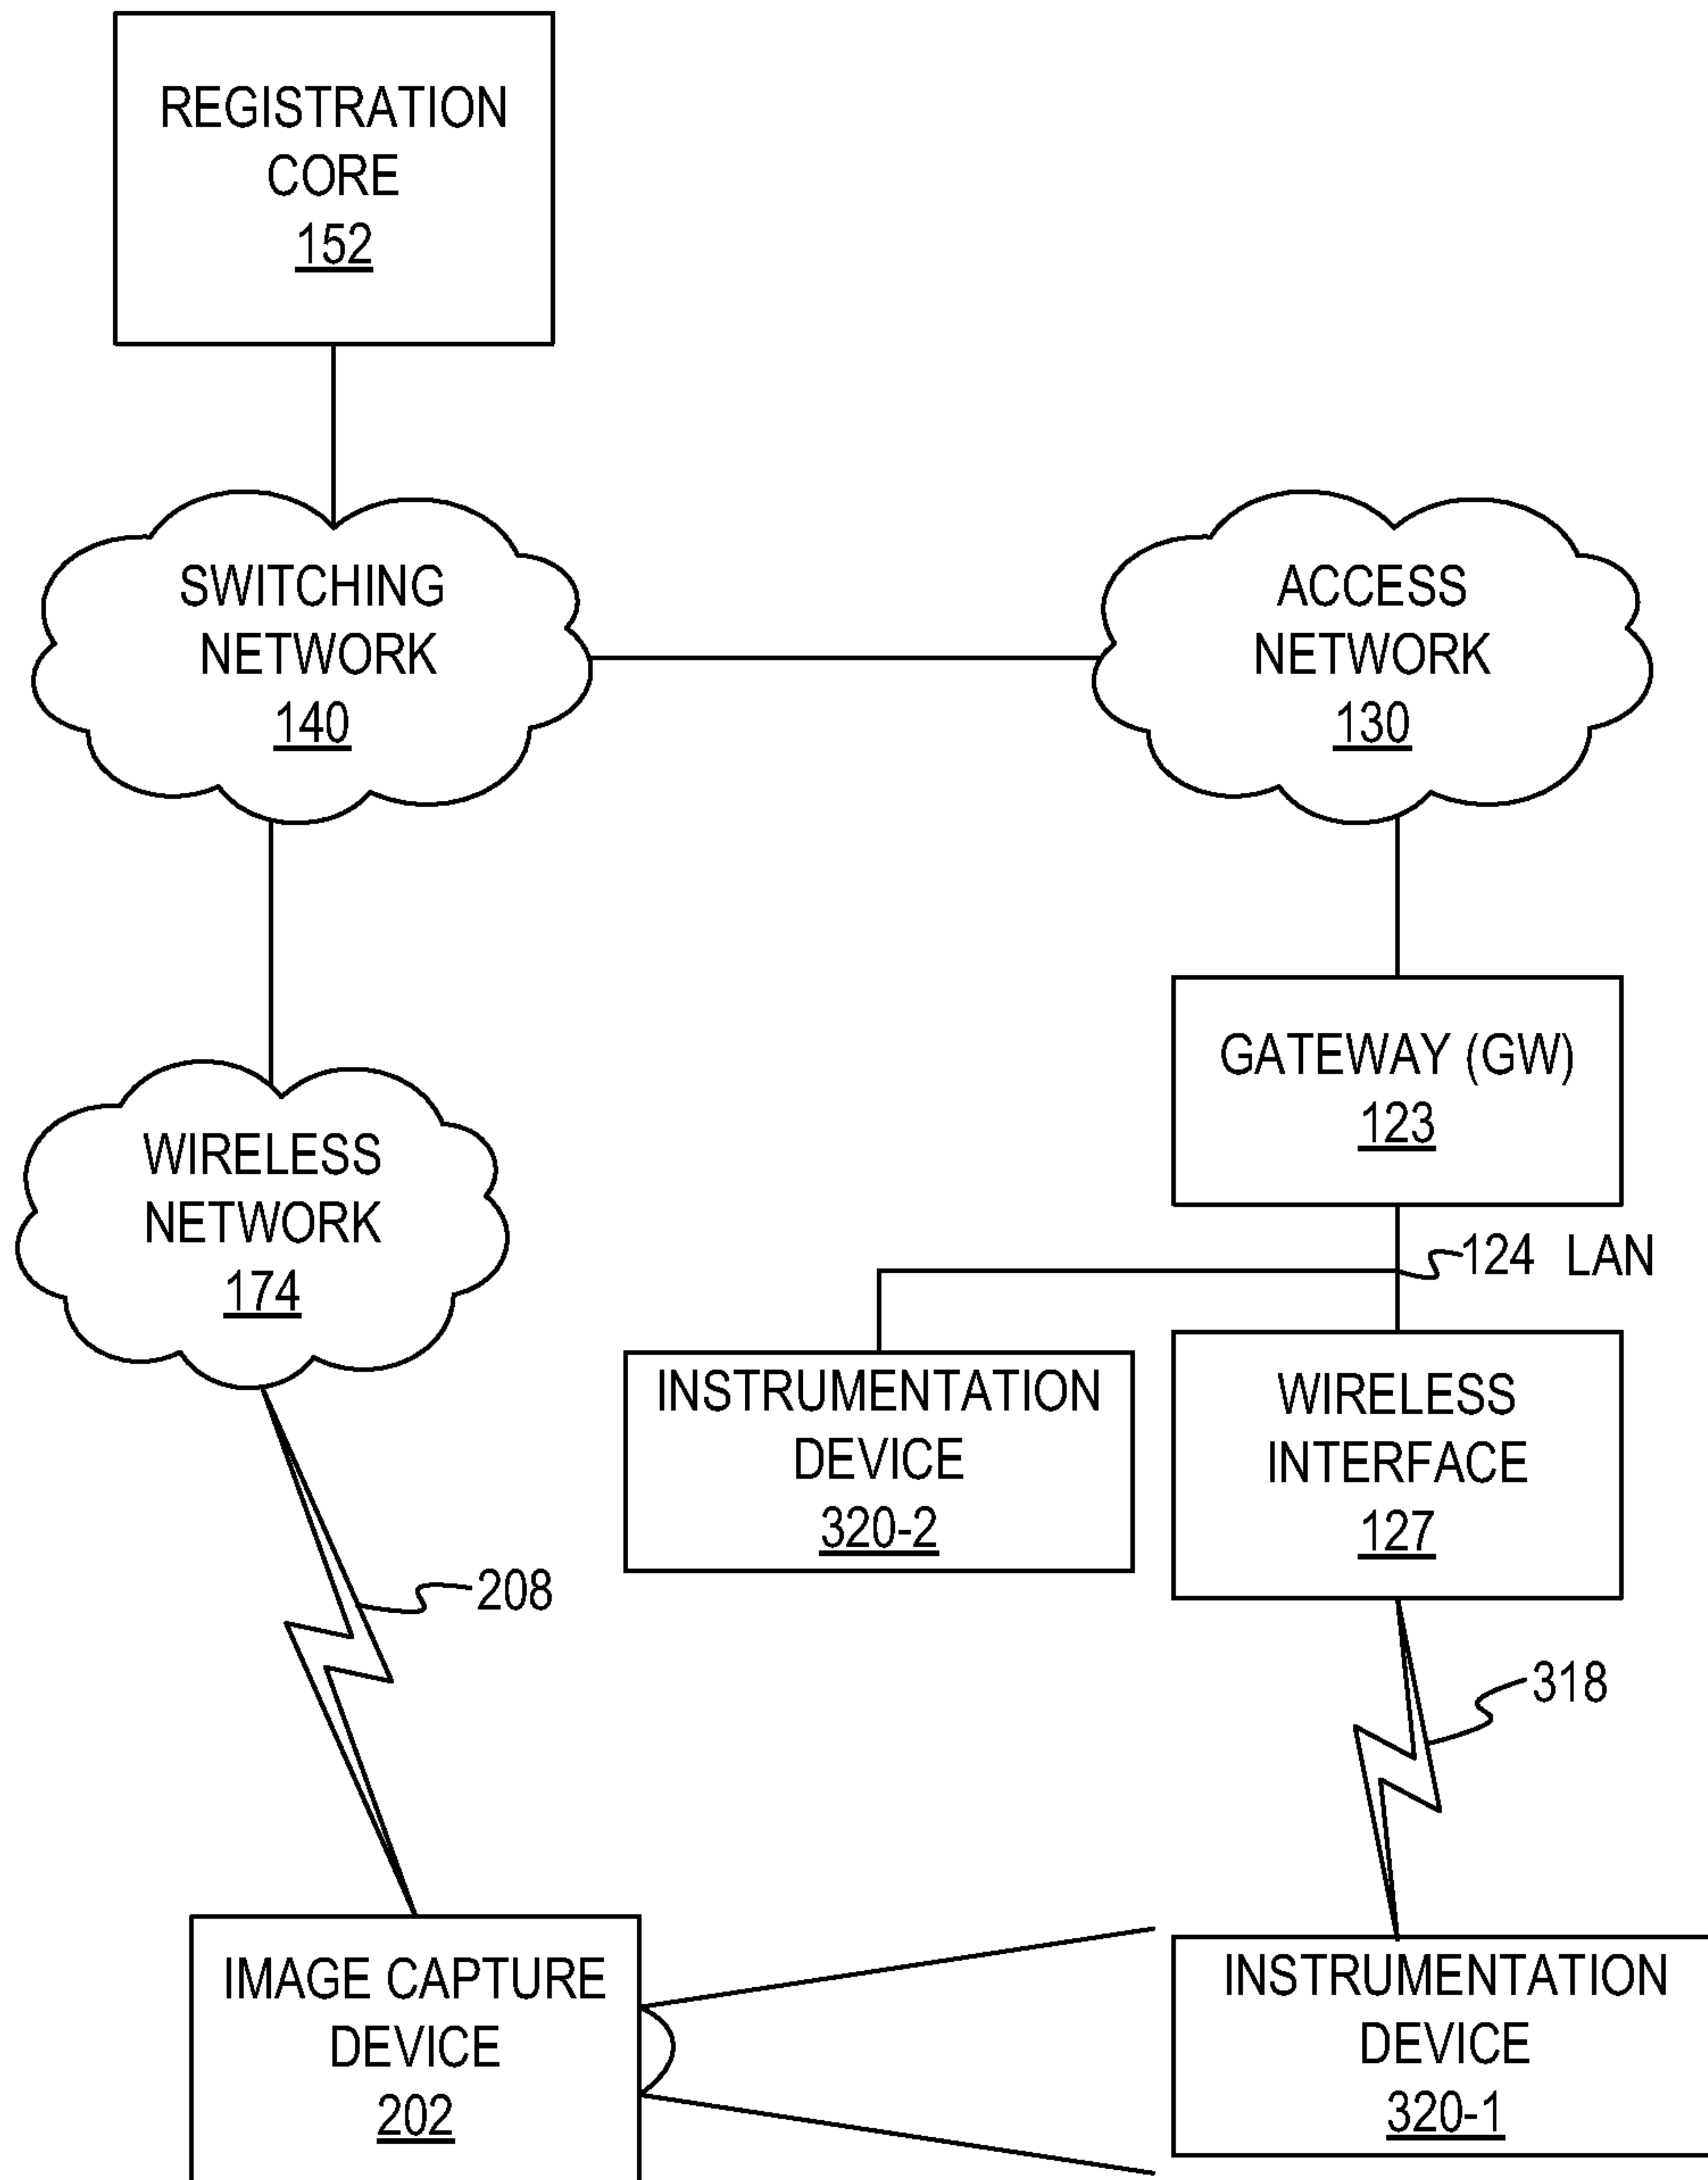 REGISTRATION
CORE
152
SWITCHING
NETWORK
140
ACCESS
NETWORK
130
GATEWAY (GW)
123
124 LAN
WIRELESS
NETWORK
174
INSTRUMENTATION
DEVICE
320-2
WIRELESS
INTERFACE
127
208
318
IMAGE CAPTURE
DEVICE
202
INSTRUMENTATION
DEVICE
320-1